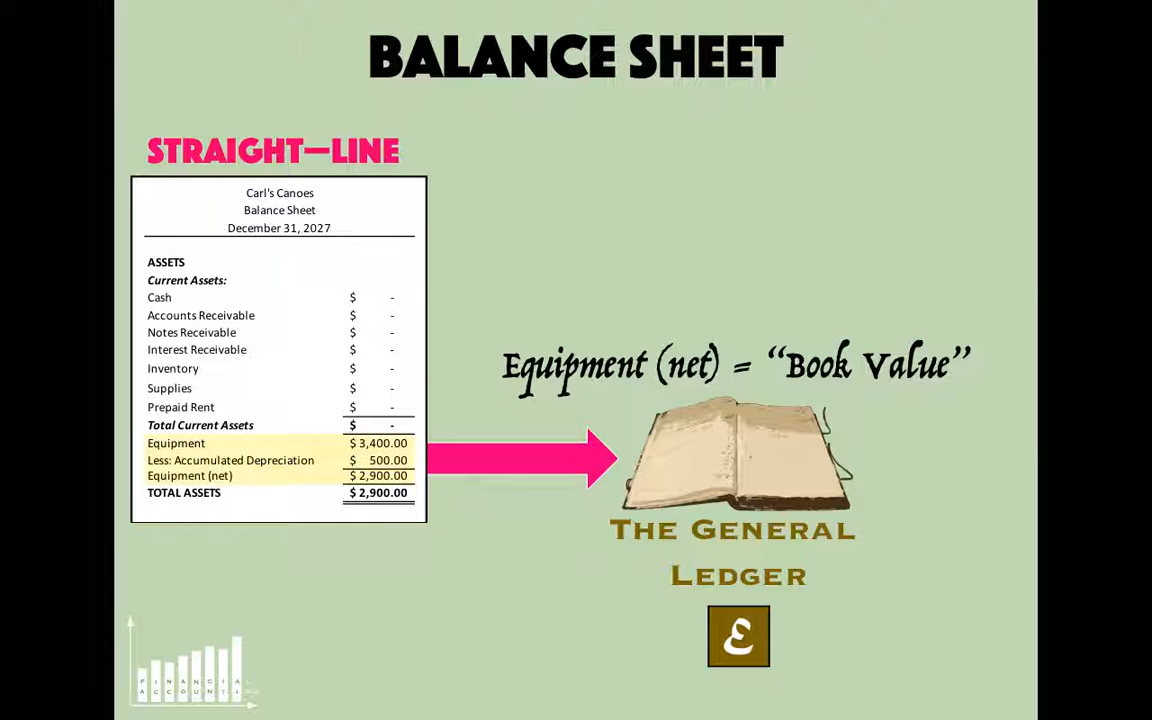 BALANCE SHEET
STRAIGHT—LINE
Carl's Canoes
Balance Sheet
December 31, 2027
ASSETS
Current Assets:
Cash $ -
Accounts Receivable $ -
Notes Receivable $ -
Interest Receivable $ -
Inventory $ -
Supplies $ -
Prepaid Rent $ -
Total Current Assets $ -
Equipment $ 3,400.00
Less: Accumulated Depreciation $ 500.00
Equipment (net) $ 2,900.00
TOTAL ASSETS $ 2,900.00
Equipment (net) = “Book Value”
THE GENERAL
LEDGER
ε
FINANCIAL